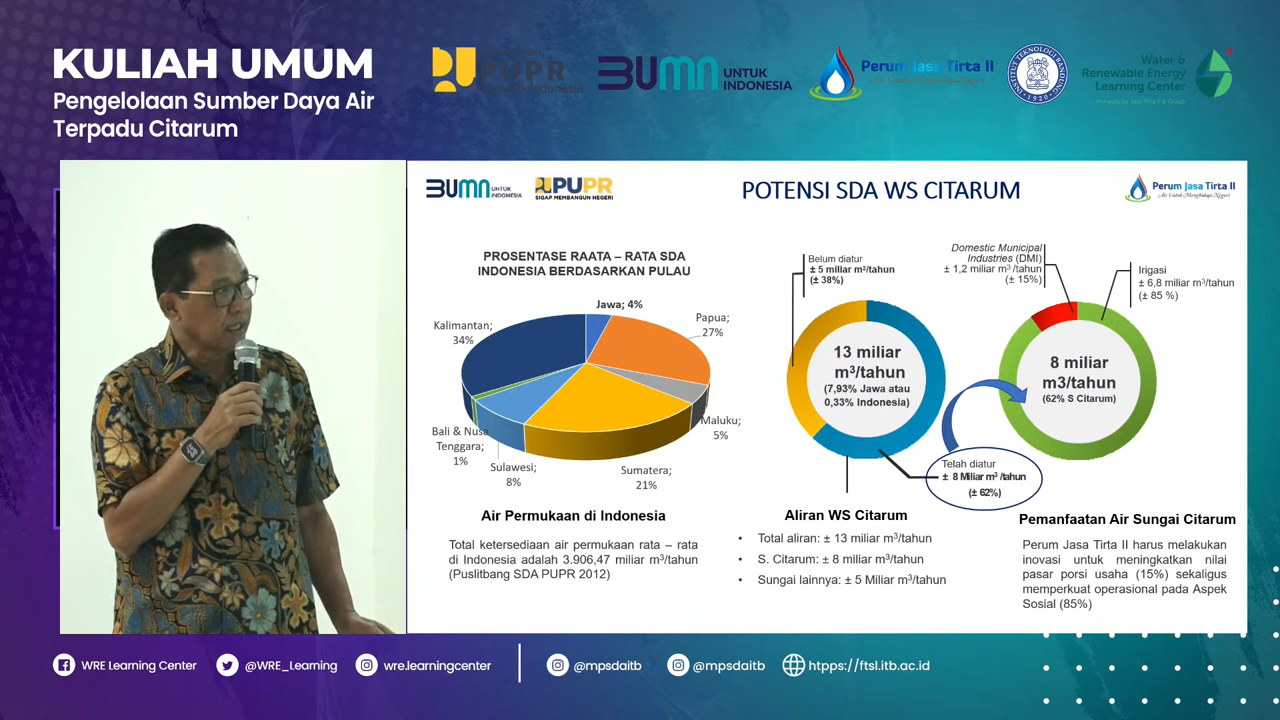 KULIAH UMUM
Pengelolaan Sumber Daya Air
Terpadu Citarum
PUPR
BUMN UNTUK
INDONESIA
Perum Jasa Tirta II
INSTITUT TEKNOLOGI BANDUNG
1920
Water &
Renewable Energy
Learning Center
BUMN UNTUK
INDONESIA
PUPR
SIGAP MEMBANGUN NEGERI
POTENSI SDA WS CITARUM
Perum Jasa Tirta II
Air Untuk Menghidupi Negeri
PROSENTASE RAATA – RATA SDA
INDONESIA BERDASARKAN PULAU
Jawa; 4%
Papua;
27%
Kalimantan;
34%
Maluku;
5%
Bali & Nusa
Tenggara;
1%
Sulawesi;
8%
Sumatera;
21%
Air Permukaan di Indonesia
Total ketersediaan air permukaan rata – rata
di Indonesia adalah 3.906,47 miliar m³/tahun
(Puslitbang SDA PUPR 2012)
Belum diatur
± 5 miliar m³/tahun
(± 38%)
13 miliar
m³/tahun
(7,93% Jawa atau
0,33% Indonesia)
Telah diatur
± 8 Miliar m³ /tahun
(± 62%)
Aliran WS Citarum
• Total aliran: ± 13 miliar m³/tahun
• S. Citarum: ± 8 miliar m³/tahun
• Sungai lainnya: ± 5 Miliar m³/tahun
Domestic Municipal
Industries (DMI)
± 1,2 miliar m³ /tahun
(± 15%)
Irigasi
± 6,8 miliar m³/tahun
(± 85 %)
8 miliar
m3/tahun
(62% S Citarum)
Pemanfaatan Air Sungai Citarum
Perum Jasa Tirta II harus melakukan
inovasi untuk meningkatkan nilai
pasar porsi usaha (15%) sekaligus
memperkuat operasional pada Aspek
Sosial (85%)
WRE Learning Center
@WRE_Learning
wre.learningcenter
@mpsdaitb
@mpsdaitb
htpps://ftsl.itb.ac.id